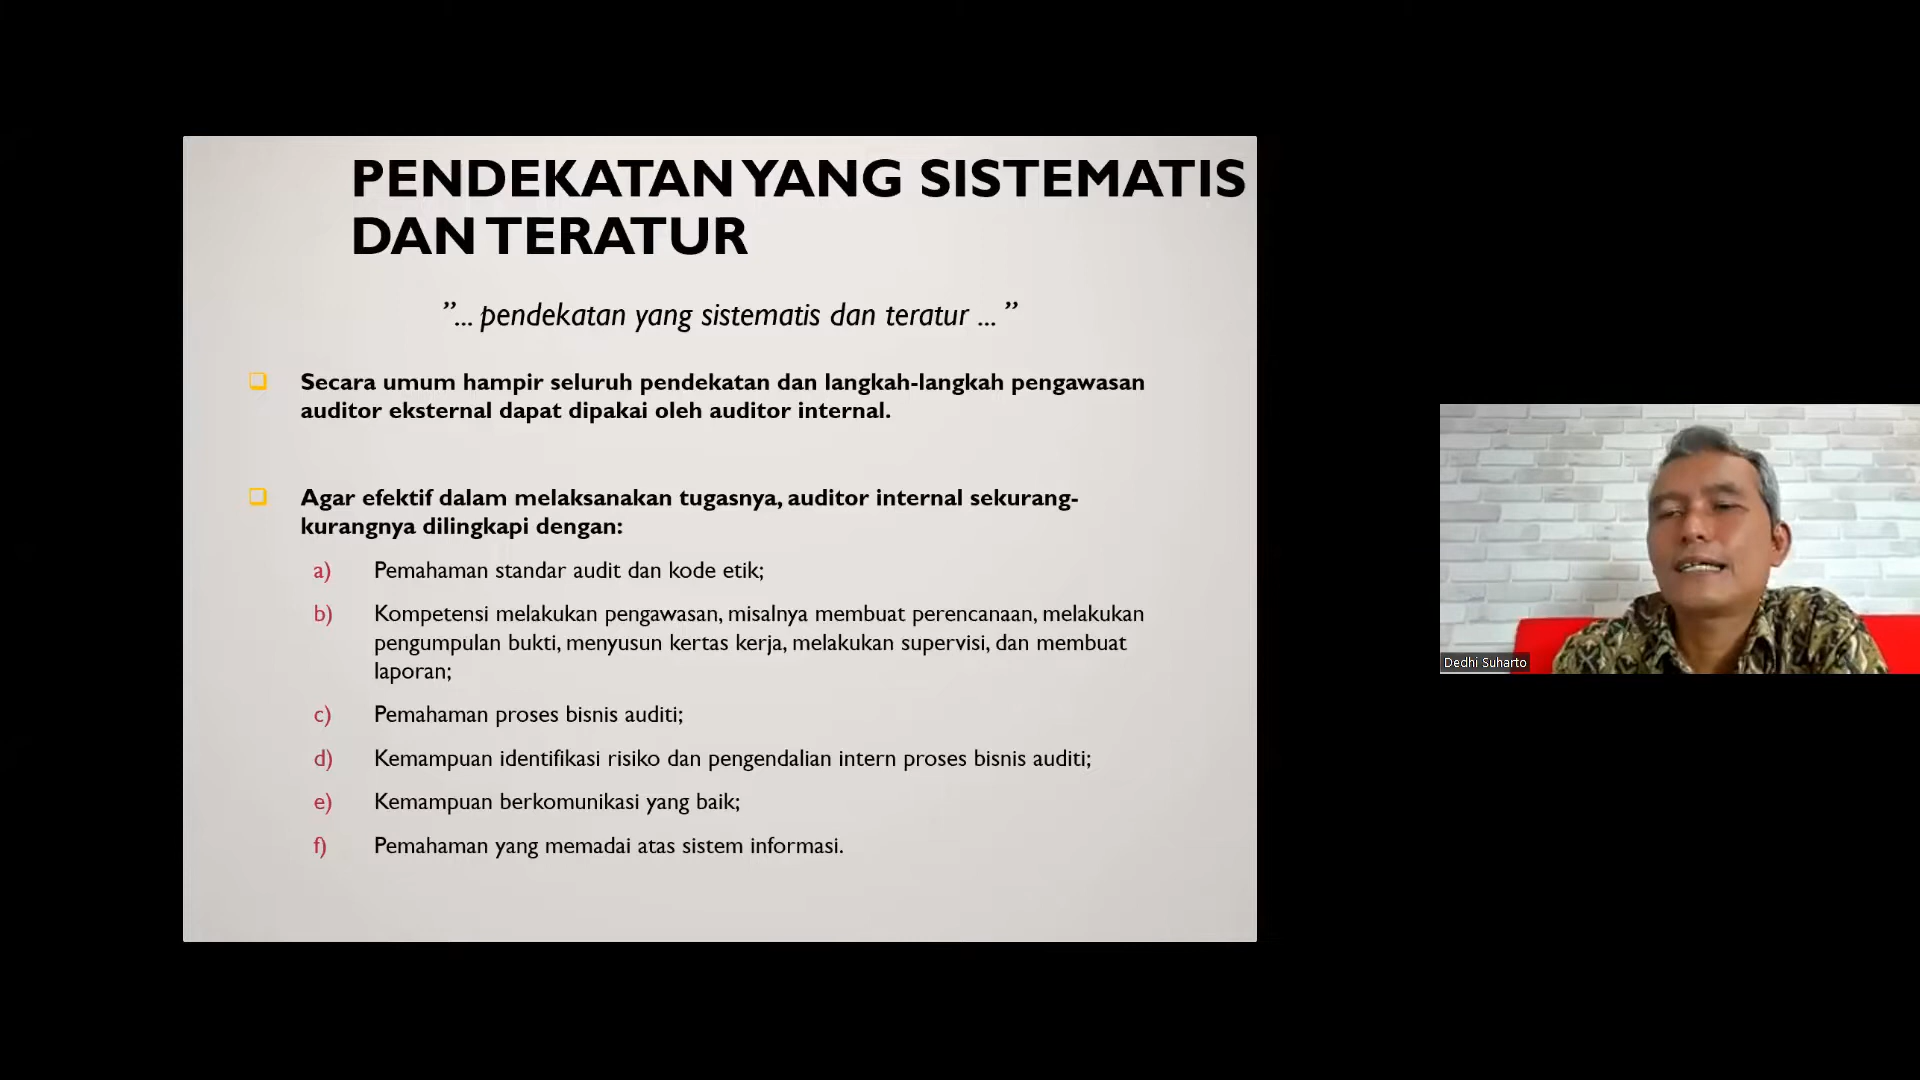 PENDEKATAN YANG SISTEMATIS
DAN TERATUR
”... pendekatan yang sistematis dan teratur ... ”
Secara umum hampir seluruh pendekatan dan langkah-langkah pengawasan
auditor eksternal dapat dipakai oleh auditor internal.
Agar efektif dalam melaksanakan tugasnya, auditor internal sekurang-
kurangnya dilingkapi dengan:
a) Pemahaman standar audit dan kode etik;
b) Kompetensi melakukan pengawasan, misalnya membuat perencanaan, melakukan
pengumpulan bukti, menyusun kertas kerja, melakukan supervisi, dan membuat
laporan;
c) Pemahaman proses bisnis auditi;
d) Kemampuan identifikasi risiko dan pengendalian intern proses bisnis auditi;
e) Kemampuan berkomunikasi yang baik;
f) Pemahaman yang memadai atas sistem informasi.
Dedhi Suharto